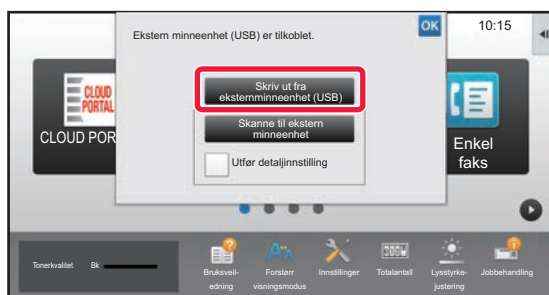 Ekstern minneenhet (USB) er tilkoblet.
OK
10:15
Skriv ut fra
eksternminneenhet (USB)
Skanne til ekstern
minneenhet
Utfør detaljinnstilling
CLOUD
PORTAL
CLOUD POR
Enkel
faks
Tonerkvalitet Bk
Bruksveil-
edning
Forstørr
visningsmodus
Innstillinger
Totalantall
Lysstyrke-
justering
Jobbehandling